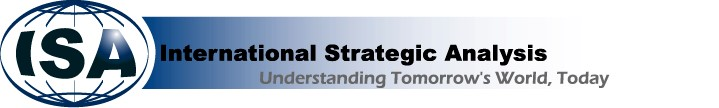 ISA
International Strategic Analysis
Understanding Tomorrow's World, Today